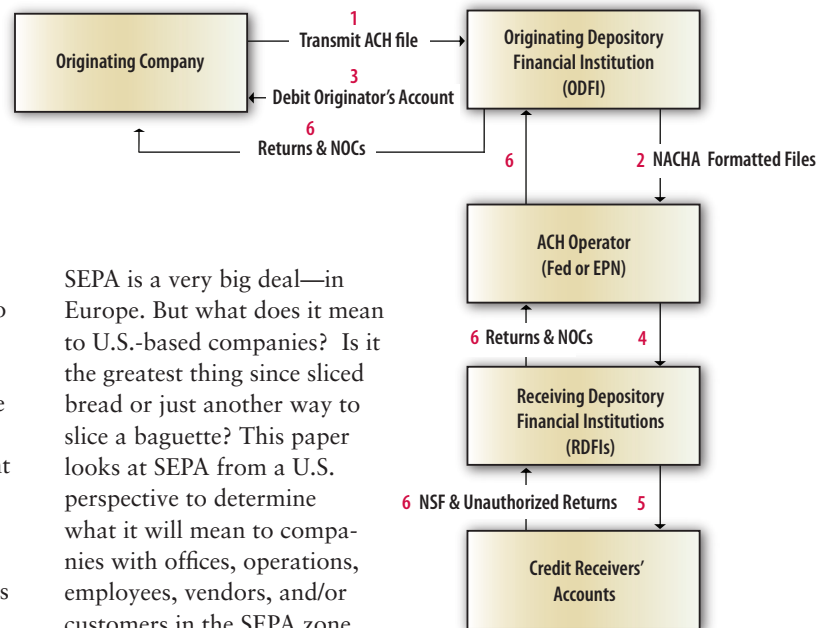 1
Transmit ACH file
Originating Company
Originating Depository
Financial Institution
(ODFI)
3
Debit Originator's Account
6
Returns & NOCs
6
2 NACHA Formatted Files
ACH Operator
(Fed or EPN)
6 Returns & NOCs
4
Receiving Depository
Financial Institutions
(RDFIs)
6 NSF & Unauthorized Returns
5
Credit Receivers'
Accounts
SEPA is a very big deal—in
Europe. But what does it mean
to U.S.-based companies? Is it
the greatest thing since sliced
bread or just another way to
slice a baguette? This paper
looks at SEPA from a U.S.
perspective to determine
what it will mean to compa-
nies with offices, operations,
employees, vendors, and/or
customers in the SEPA zone